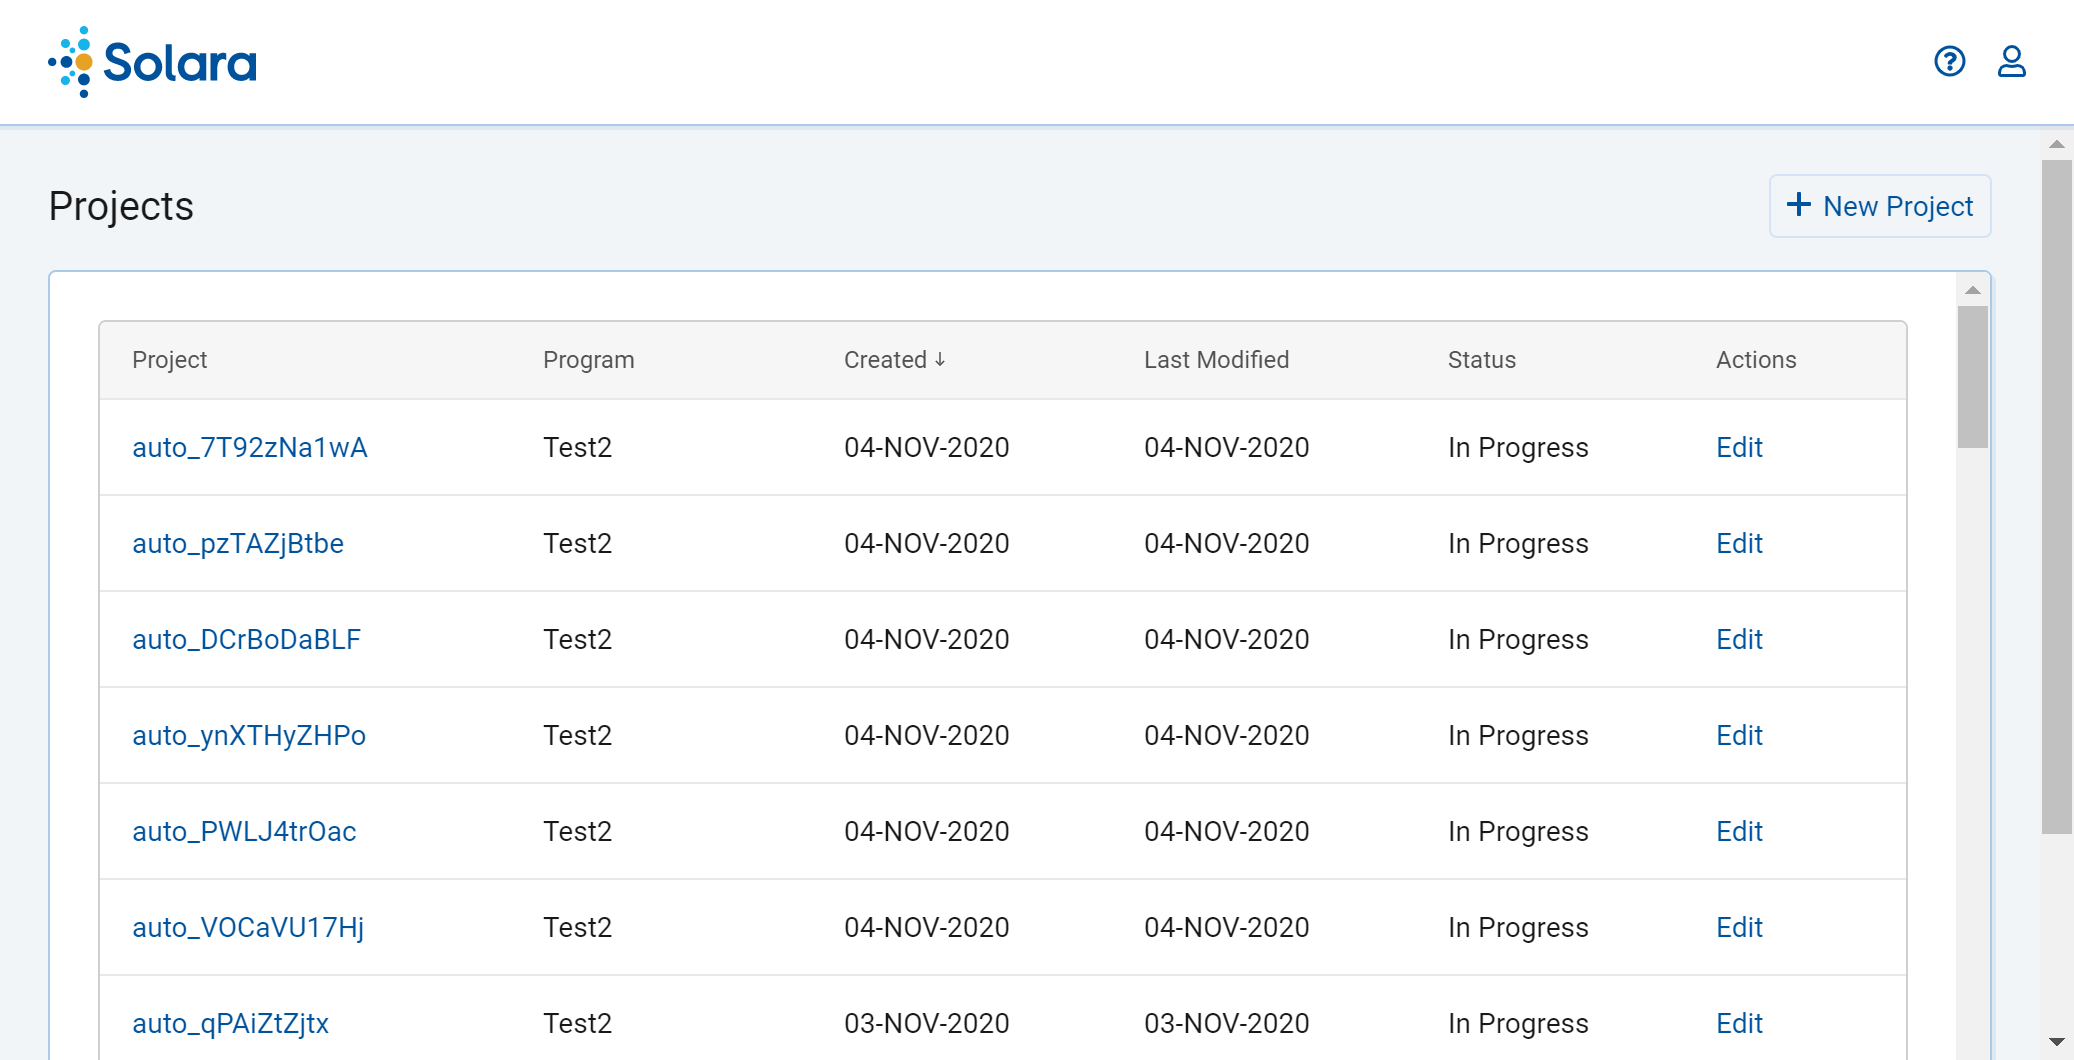 Solara
Projects
New Project
Project Program Created ↓ Last Modified Status Actions
auto_7T92zNa1wA Test2 04-NOV-2020 04-NOV-2020 In Progress Edit
auto_pzTAZjBtbe Test2 04-NOV-2020 04-NOV-2020 In Progress Edit
auto_DCrBoDaBLF Test2 04-NOV-2020 04-NOV-2020 In Progress Edit
auto_ynXTHyZHPo Test2 04-NOV-2020 04-NOV-2020 In Progress Edit
auto_PWLJ4trOac Test2 04-NOV-2020 04-NOV-2020 In Progress Edit
auto_VOCaVU17Hj Test2 04-NOV-2020 04-NOV-2020 In Progress Edit
auto_qPAiZtZjtx Test2 03-NOV-2020 03-NOV-2020 In Progress Edit